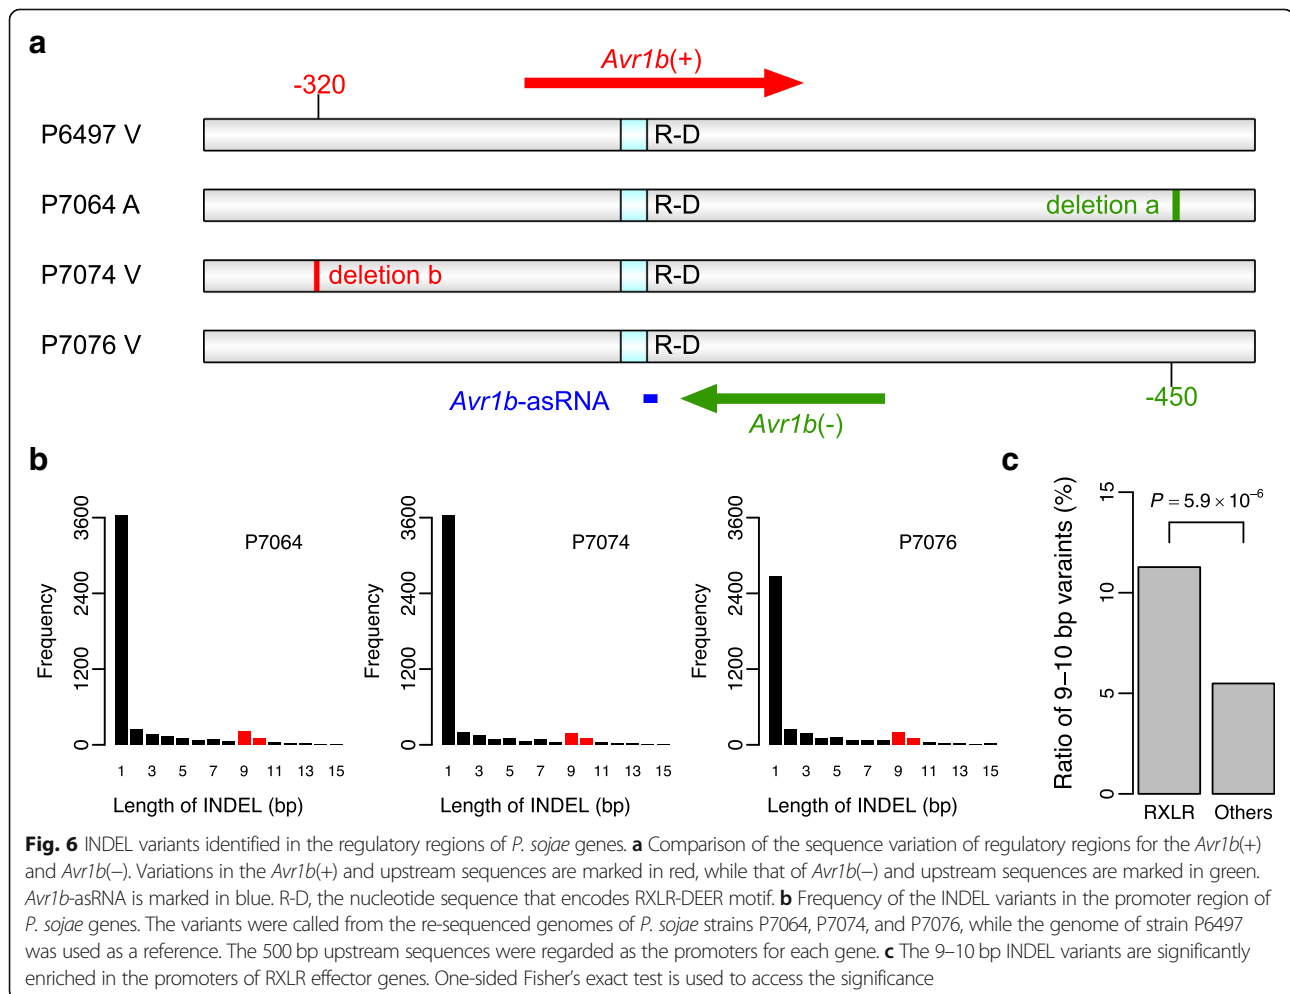 a
Avr1b(+)
-320
P6497 V
R-D
P7064 A
R-D
deletion a
P7074 V
deletion b
R-D
P7076 V
R-D
Avr1b-asRNA
Avr1b(-)
-450
b
Frequency
0 1200 2400 3600
P7064
1 3 5 7 9 11 13 15
Length of INDEL (bp)
Frequency
0 1200 2400 3600
P7074
1 3 5 7 9 11 13 15
Length of INDEL (bp)
Frequency
0 1200 2400 3600
P7076
1 3 5 7 9 11 13 15
Length of INDEL (bp)
c
Ratio of 9–10 bp varaints (%)
0 5 10 15
P = 5.9 × 10⁻⁶
RXLR Others
Fig. 6 INDEL variants identified in the regulatory regions of P. sojae genes. a Comparison of the sequence variation of regulatory regions for the Avr1b(+)
and Avr1b(−). Variations in the Avr1b(+) and upstream sequences are marked in red, while that of Avr1b(−) and upstream sequences are marked in green.
Avr1b-asRNA is marked in blue. R-D, the nucleotide sequence that encodes RXLR-DEER motif. b Frequency of the INDEL variants in the promoter region of
P. sojae genes. The variants were called from the re-sequenced genomes of P. sojae strains P7064, P7074, and P7076, while the genome of strain P6497
was used as a reference. The 500 bp upstream sequences were regarded as the promoters for each gene. c The 9–10 bp INDEL variants are significantly
enriched in the promoters of RXLR effector genes. One-sided Fisher's exact test is used to access the significance